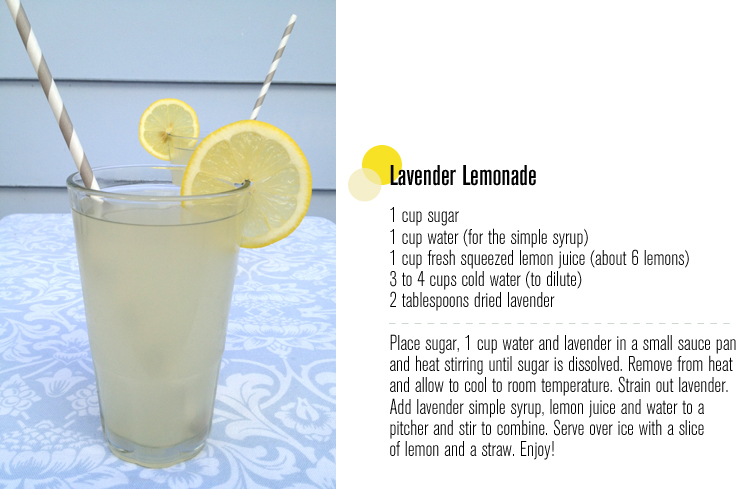 Lavender Lemonade
1 cup sugar
1 cup water (for the simple syrup)
1 cup fresh squeezed lemon juice (about 6 lemons)
3 to 4 cups cold water (to dilute)
2 tablespoons dried lavender
Place sugar, 1 cup water and lavender in a small sauce pan
and heat stirring until sugar is dissolved. Remove from heat
and allow to cool to room temperature. Strain out lavender.
Add lavender simple syrup, lemon juice and water to a
pitcher and stir to combine. Serve over ice with a slice
of lemon and a straw. Enjoy!